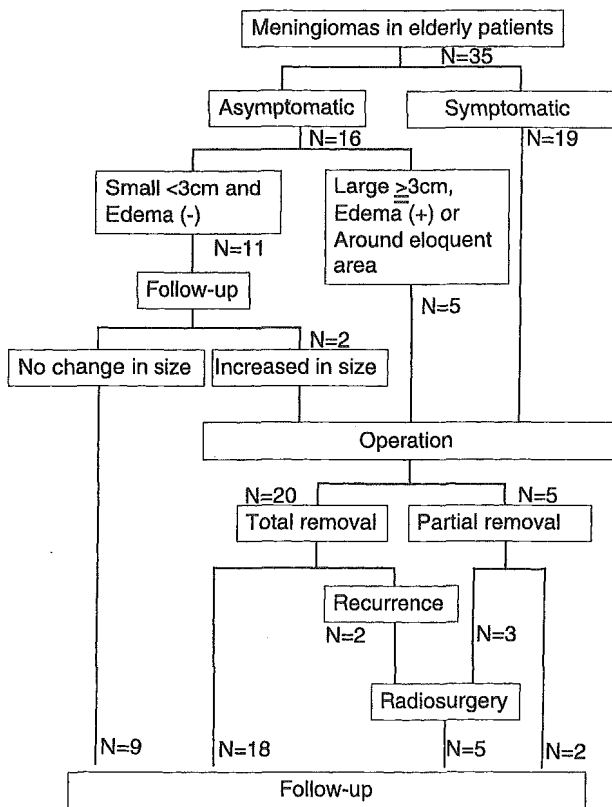 Meningiomas in elderly patients
N=35
Asymptomatic
Symptomatic
N=16
N=19
Small <3cm and
Edema (-)
Large ≧3cm,
Edema (+) or
Around eloquent
area
N=11
Follow-up
N=5
N=2
No change in size
Increased in size
Operation
N=20
N=5
Total removal
Partial removal
Recurrence
N=2
N=3
Radiosurgery
N=9
N=18
N=5
N=2
Follow-up